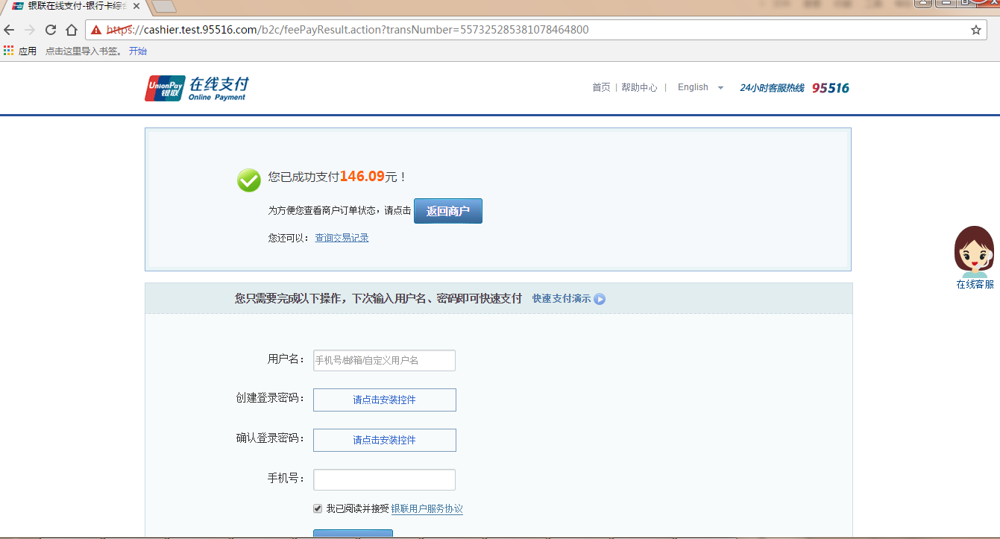 银联在线支付-银行卡综合
https://cashier.test.95516.com/b2c/feePayResult.action?transNumber=557325285381078464800
应用 点击这里导入书签。 开始
UnionPay 银联 在线支付 Online Payment
首页 | 帮助中心 | English 24小时客服热线 95516
您已成功支付146.09元！
为方便您查看商户订单状态，请点击 返回商户
您还可以： 查询交易记录
在线客服
您只需要完成以下操作，下次输入用户名、密码即可快速支付 快速支付演示
用户名： 手机号/邮箱/自定义用户名
创建登录密码： 请点击安装控件
确认登录密码： 请点击安装控件
手机号：
我已阅读并接受 银联用户服务协议